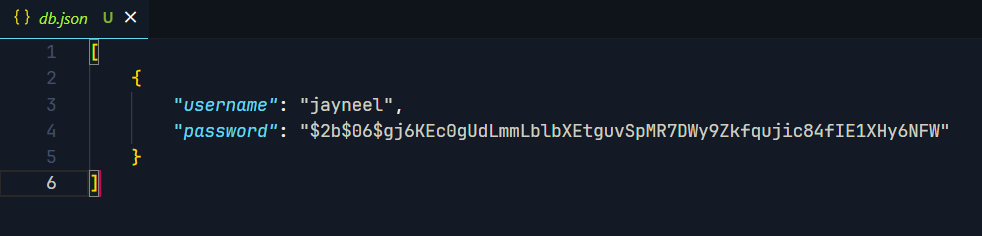 { } db.json U ×
1 [
2 {
3 "username": "jayneel",
4 "password": "$2b$06$gj6KEc0gUdLmmLblbXEtguvSpMR7DWy9Zkfqujic84fIE1XHy6NFW"
5 }
6 ]